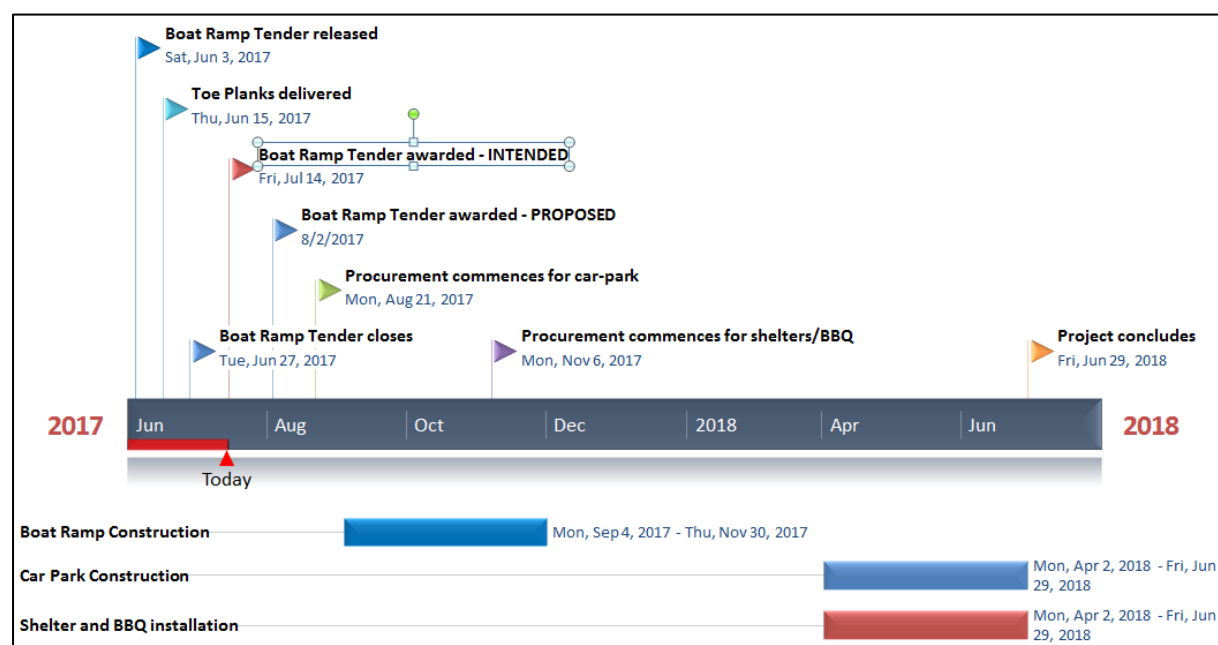 Boat Ramp Tender released
Sat, Jun 3, 2017
Toe Planks delivered
Thu, Jun 15, 2017
Boat Ramp Tender awarded - INTENDED
Fri, Jul 14, 2017
Boat Ramp Tender awarded - PROPOSED
8/2/2017
Procurement commences for car-park
Mon, Aug 21, 2017
Boat Ramp Tender closes
Tue, Jun 27, 2017
Procurement commences for shelters/BBQ
Mon, Nov 6, 2017
Project concludes
Fri, Jun 29, 2018
2017 Jun Aug Oct Dec 2018 Apr Jun 2018
Today
Boat Ramp Construction Mon, Sep 4, 2017 - Thu, Nov 30, 2017
Car Park Construction Mon, Apr 2, 2018 - Fri, Jun
29, 2018
Shelter and BBQ installation Mon, Apr 2, 2018 - Fri, Jun
29, 2018